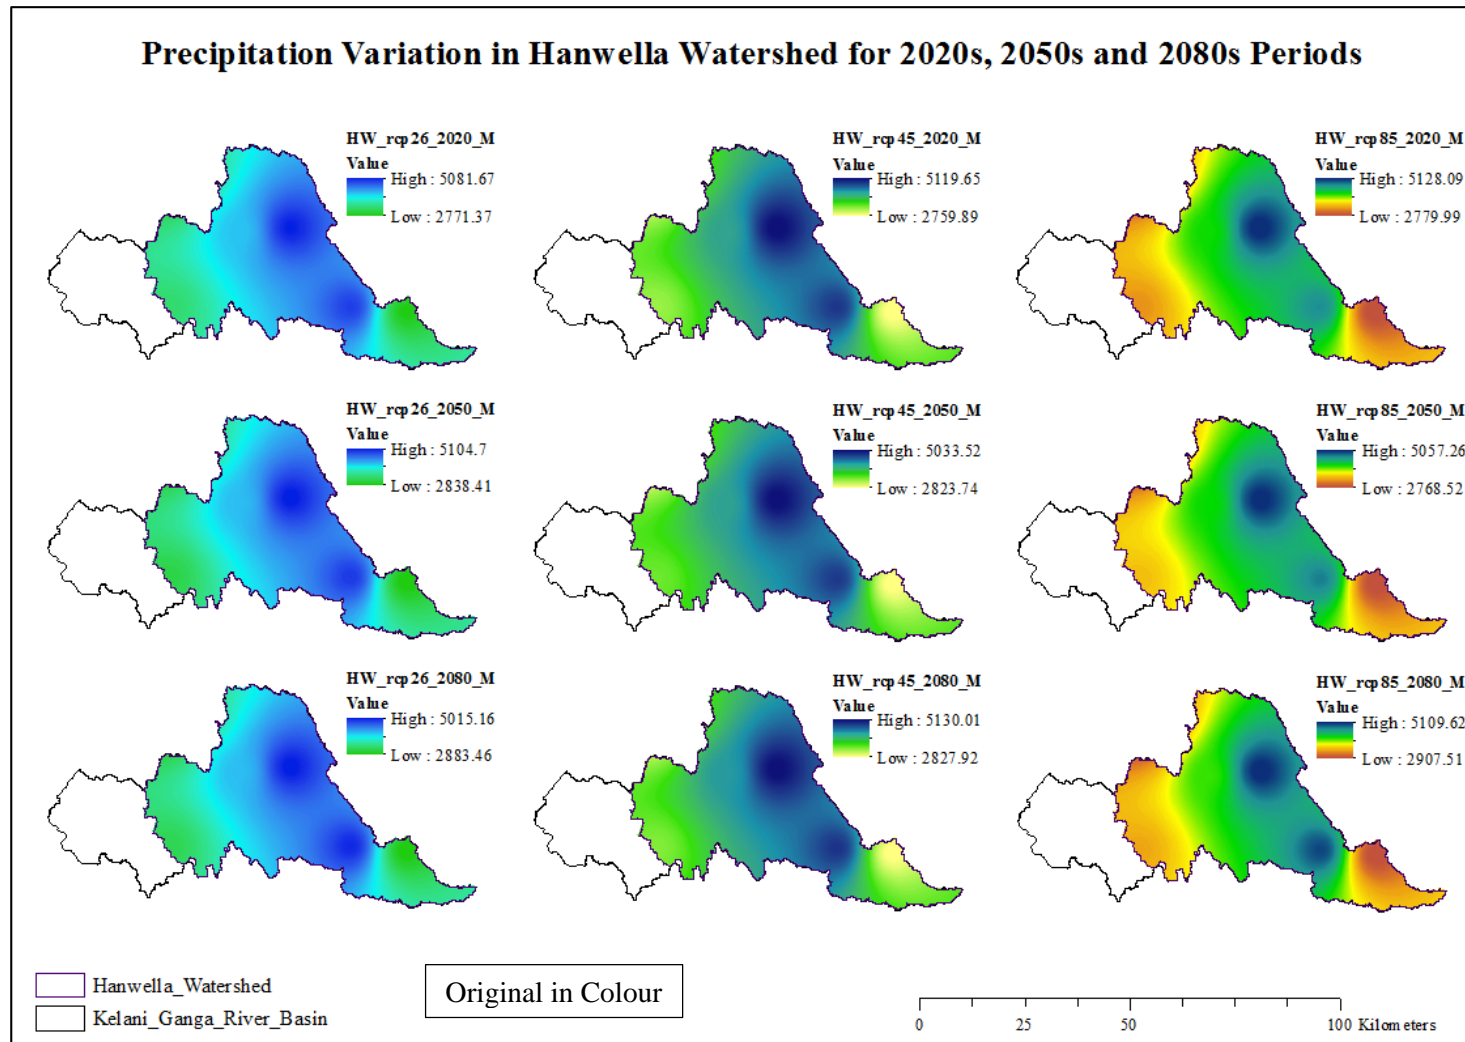 Precipitation Variation in Hanwella Watershed for 2020s, 2050s and 2080s Periods
HW_rcp26_2020_M
Value
High : 5081.67
Low : 2771.37
HW_rcp45_2020_M
Value
High : 5119.65
Low : 2759.89
HW_rcp85_2020_M
Value
High : 5128.09
Low : 2779.99
HW_rcp26_2050_M
Value
High : 5104.7
Low : 2838.41
HW_rcp45_2050_M
Value
High : 5033.52
Low : 2823.74
HW_rcp85_2050_M
Value
High : 5057.26
Low : 2768.52
HW_rcp26_2080_M
Value
High : 5015.16
Low : 2883.46
HW_rcp45_2080_M
Value
High : 5130.01
Low : 2827.92
HW_rcp85_2080_M
Value
High : 5109.62
Low : 2907.51
Hanwella_Watershed
Kelani_Ganga_River_Basin
Original in Colour
0 25 50 100 Kilometers